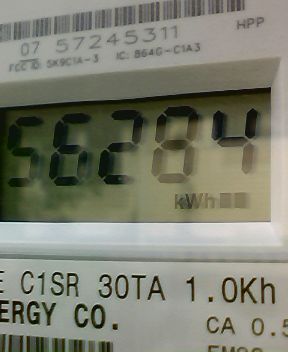 07 57245311
HPP
FCC ID: SK9C1A-3 IC: 864G-C1A3
56284
kWh
E C1SR 30TA 1.0Kh
ERGY CO.
CA 0.5